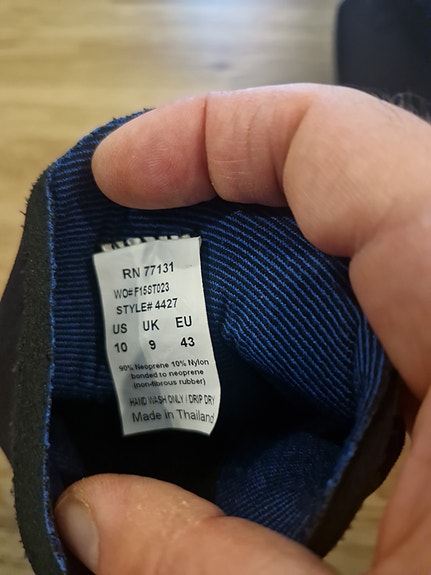 RN 77131
WO# F15ST023
STYLE# 4427
US UK EU
10 9 43
90% Neoprene 10% Nylon
bonded to neoprene
(non-fibrous rubber)
HAND WASH ONLY / DRIP DRY
Made in Thailand